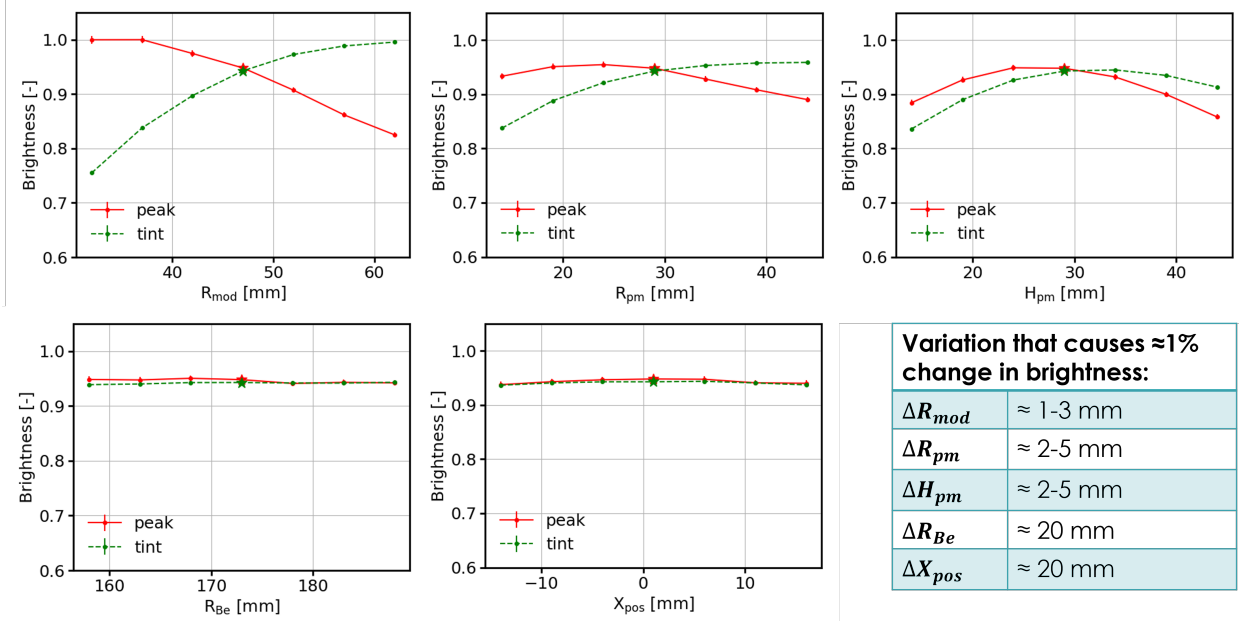 1.0
0.9
0.8
0.7
0.6
Brightness [-]
peak
tint
40
50
60
R_mod [mm]
1.0
0.9
0.8
0.7
0.6
Brightness [-]
peak
tint
20
30
40
R_pm [mm]
1.0
0.9
0.8
0.7
0.6
Brightness [-]
peak
tint
20
30
40
H_pm [mm]
1.0
0.9
0.8
0.7
0.6
Brightness [-]
peak
tint
160
170
180
R_Be [mm]
1.0
0.9
0.8
0.7
0.6
Brightness [-]
peak
tint
−10
0
10
X_pos [mm]
Variation that causes ≈1%
change in brightness:
ΔR_mod ≈ 1-3 mm
ΔR_pm ≈ 2-5 mm
ΔH_pm ≈ 2-5 mm
ΔR_Be ≈ 20 mm
ΔX_pos ≈ 20 mm